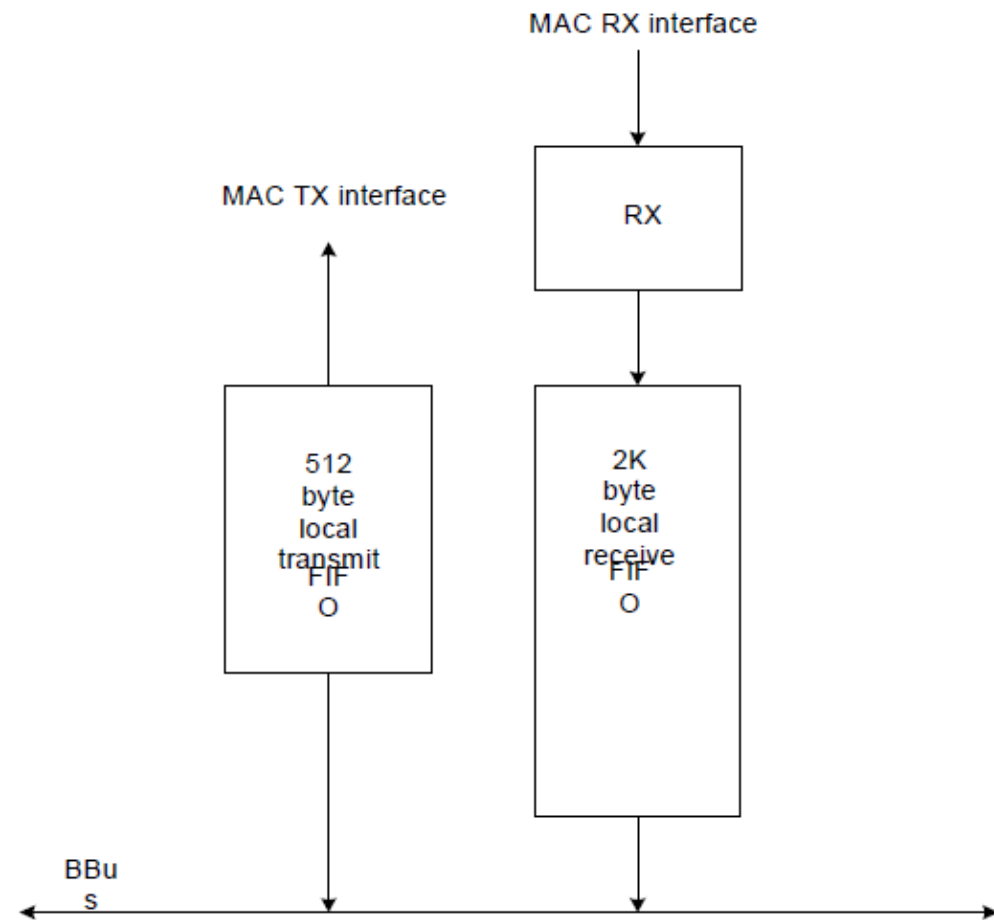 MAC RX interface
RX
MAC TX interface
512
byte
local
transmit
FIF
O
2K
byte
local
receive
FIF
O
BBu
s